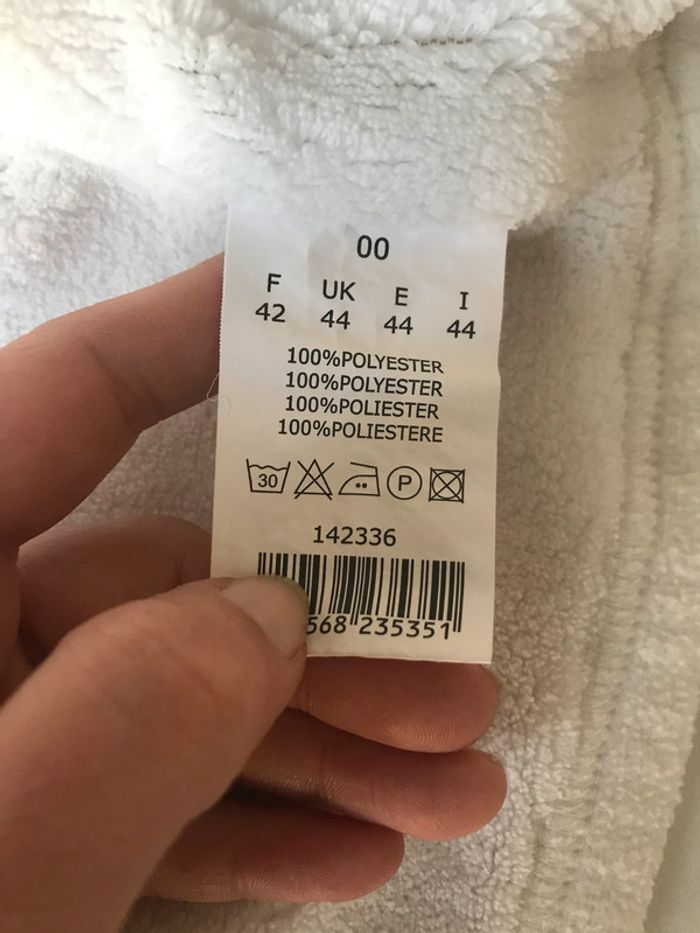 00
F UK E I
42 44 44 44
100%POLYESTER
100%POLYESTER
100%POLIESTER
100%POLIESTERE
30 P
142336
568 235351